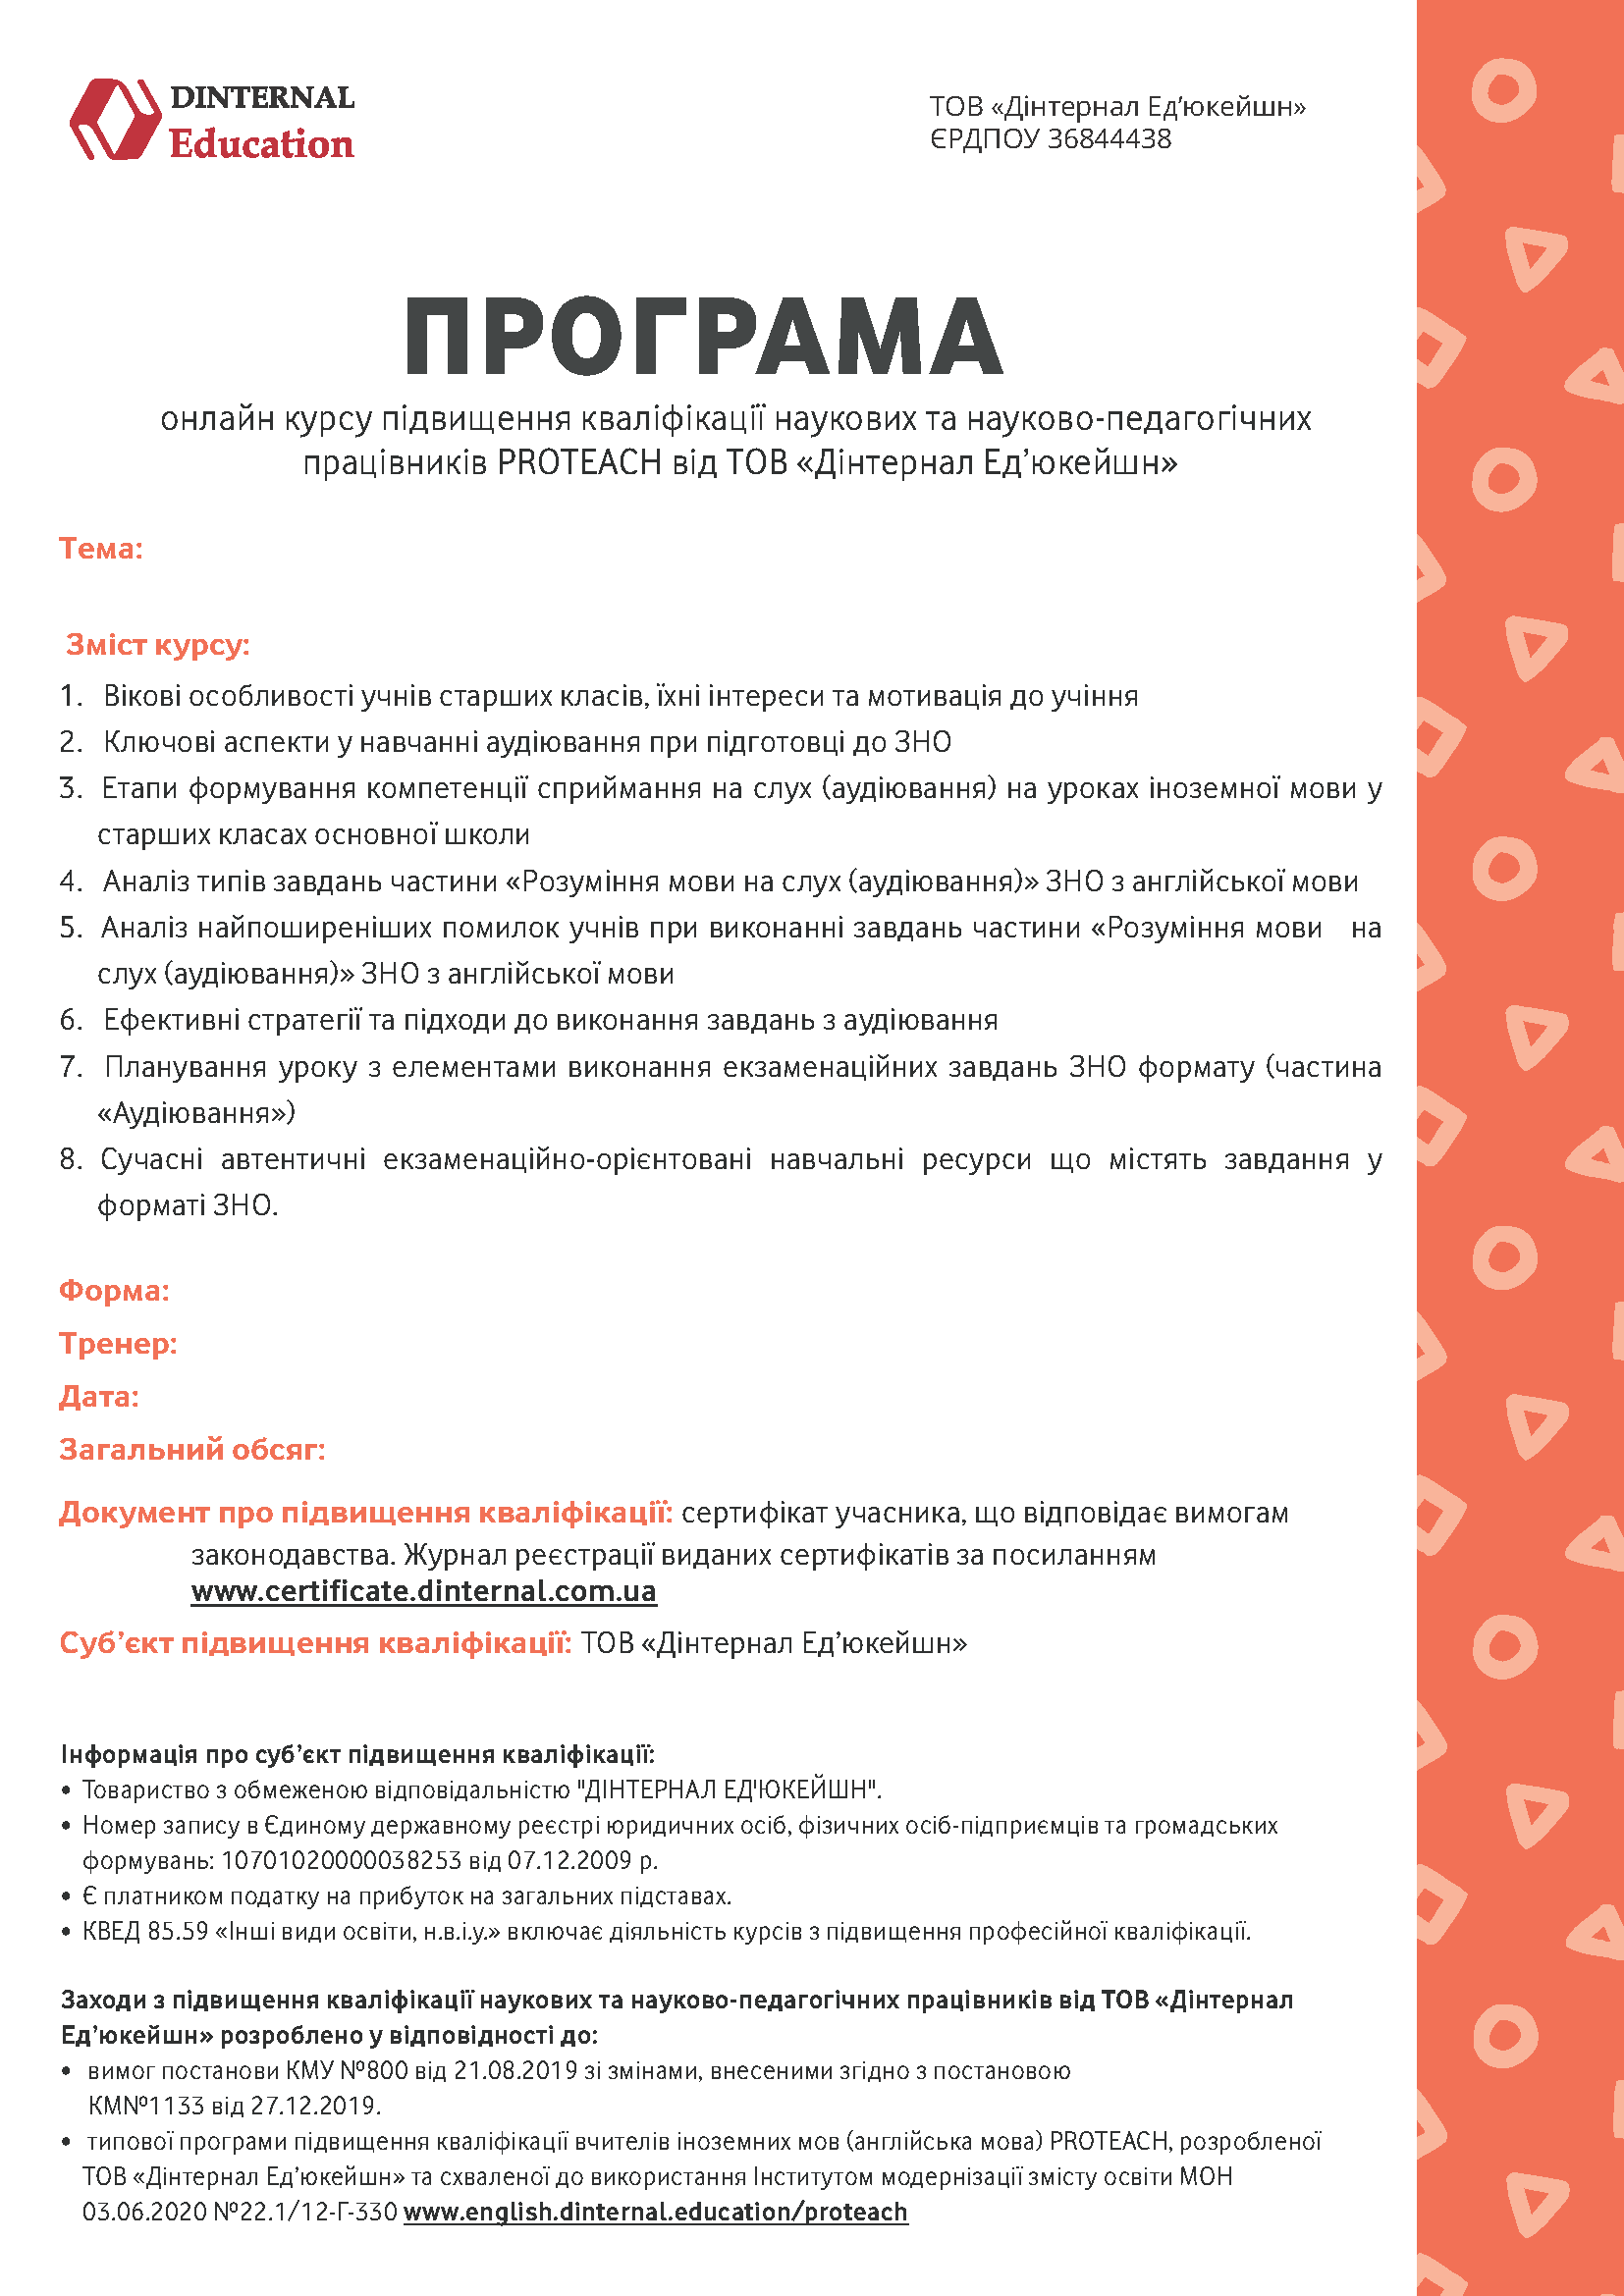 DINTERNAL
Education
ТОВ «Дінтернал Ед’юкейшн»
ЄРДПОУ 36844438
ПРОГРАМА
онлайн курсу підвищення кваліфікації наукових та науково-педагогічних
працівників PROTEACH від ТОВ «Дінтернал Ед’юкейшн»
Тема:
Зміст курсу:
1. Вікові особливості учнів старших класів, їхні інтереси та мотивація до учіння
2. Ключові аспекти у навчанні аудіювання при підготовці до ЗНО
3. Етапи формування компетенції сприймання на слух (аудіювання) на уроках іноземної мови у
старших класах основної школи
4. Аналіз типів завдань частини «Розуміння мови на слух (аудіювання)» ЗНО з англійської мови
5. Аналіз найпоширеніших помилок учнів при виконанні завдань частини «Розуміння мови на
слух (аудіювання)» ЗНО з англійської мови
6. Ефективні стратегії та підходи до виконання завдань з аудіювання
7. Планування уроку з елементами виконання екзаменаційних завдань ЗНО формату (частина
«Аудіювання»)
8. Сучасні автентичні екзаменаційно-орієнтовані навчальні ресурси що містять завдання у
форматі ЗНО.
Форма:
Тренер:
Дата:
Загальний обсяг:
Документ про підвищення кваліфікації: сертифікат учасника, що відповідає вимогам
законодавства. Журнал реєстрації виданих сертифікатів за посиланням
www.certificate.dinternal.com.ua
Суб’єкт підвищення кваліфікації: ТОВ «Дінтернал Ед’юкейшн»
Інформація про суб’єкт підвищення кваліфікації:
• Товариство з обмеженою відповідальністю "ДІНТЕРНАЛ ЕД'ЮКЕЙШН".
• Номер запису в Єдиному державному реєстрі юридичних осіб, фізичних осіб-підприємців та громадських
формувань: 10701020000038253 від 07.12.2009 р.
• Є платником податку на прибуток на загальних підставах.
• КВЕД 85.59 «Інші види освіти, н.в.і.у.» включає діяльність курсів з підвищення професійної кваліфікації.
Заходи з підвищення кваліфікації наукових та науково-педагогічних працівників від ТОВ «Дінтернал
Ед’юкейшн» розроблено у відповідності до:
• вимог постанови КМУ №800 від 21.08.2019 зі змінами, внесеними згідно з постановою
КМ№1133 від 27.12.2019.
• типової програми підвищення кваліфікації вчителів іноземних мов (англійська мова) PROTEACH, розробленої
ТОВ «Дінтернал Ед’юкейшн» та схваленої до використання Інститутом модернізації змісту освіти МОН
03.06.2020 №22.1/12-Г-330 www.english.dinternal.education/proteach